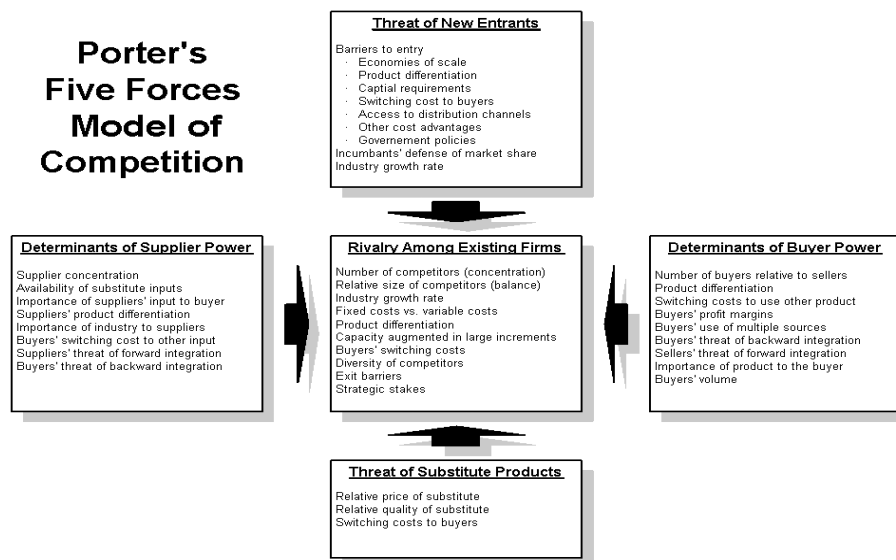 Porter's
Five Forces
Model of
Competition
Threat of New Entrants
Barriers to entry
· Economies of scale
· Product differentiation
· Captial requirements
· Switching cost to buyers
· Access to distribution channels
· Other cost advantages
· Governement policies
Incumbants' defense of market share
Industry growth rate
Determinants of Supplier Power
Supplier concentration
Availability of substitute inputs
Importance of suppliers' input to buyer
Suppliers' product differentiation
Importance of industry to suppliers
Buyers' switching cost to other input
Suppliers' threat of forward integration
Buyers' threat of backward integration
Rivalry Among Existing Firms
Number of competitors (concentration)
Relative size of competitors (balance)
Industry growth rate
Fixed costs vs. variable costs
Product differentiation
Capacity augmented in large increments
Buyers' switching costs
Diversity of competitors
Exit barriers
Strategic stakes
Determinants of Buyer Power
Number of buyers relative to sellers
Product differentiation
Switching costs to use other product
Buyers' profit margins
Buyers' use of multiple sources
Buyers' threat of backward integration
Sellers' threat of forward integration
Importance of product to the buyer
Buyers' volume
Threat of Substitute Products
Relative price of substitute
Relative quality of substitute
Switching costs to buyers